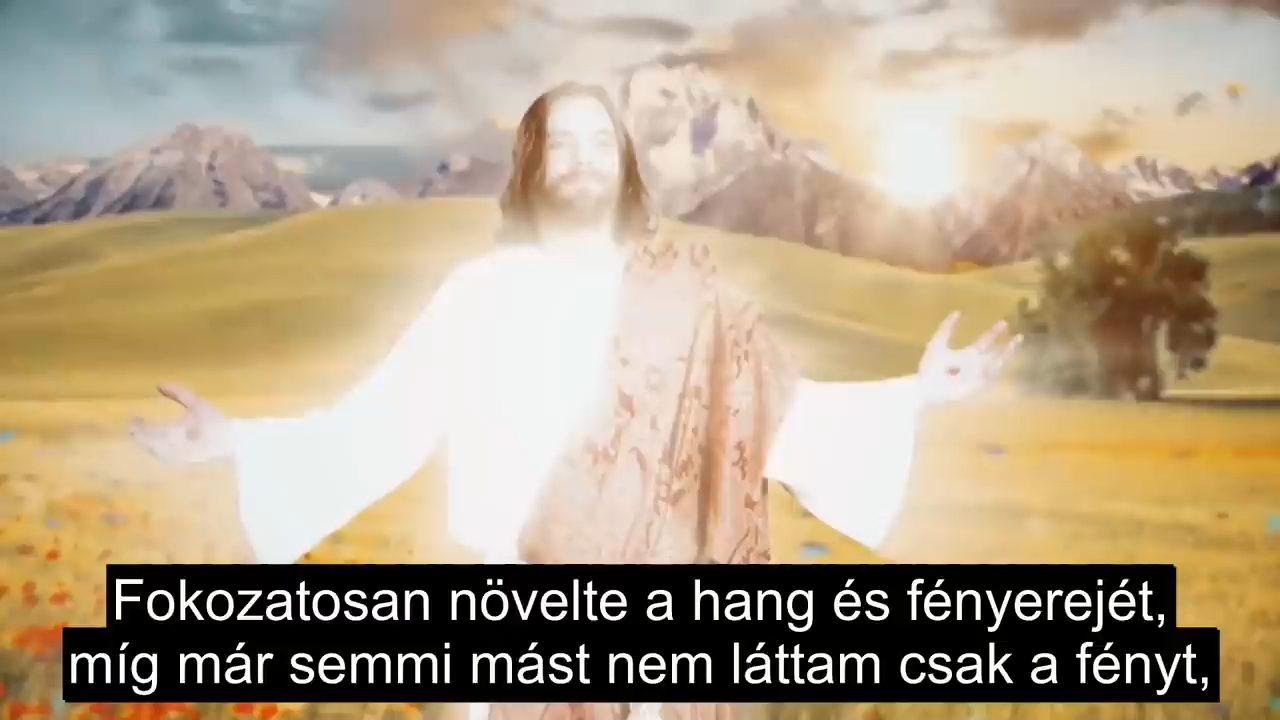 Fokozatosan növelte a hang és fényerejét,
míg már semmi mást nem láttam csak a fényt,